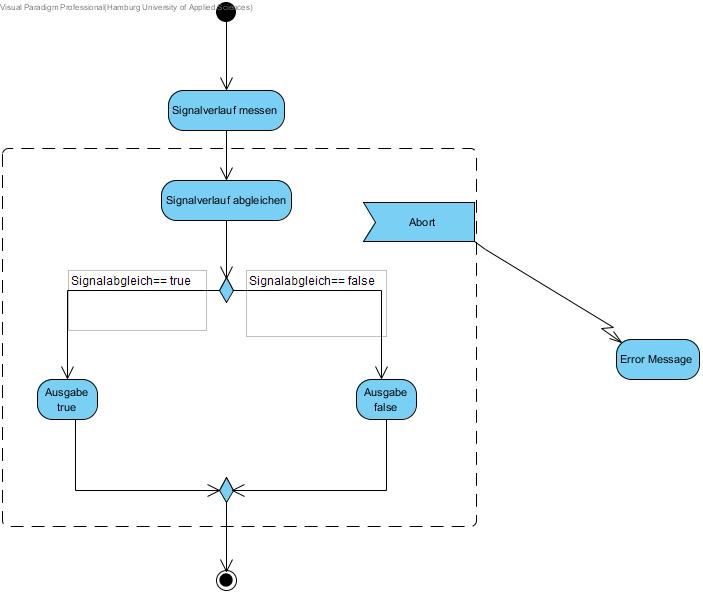 Visual Paradigm Professional(Hamburg University of Applied Sciences)
Signalverlauf messen
Signalverlauf abgleichen
Abort
Signalabgleich== true
Signalabgleich== false
Error Message
Ausgabe
true
Ausgabe
false